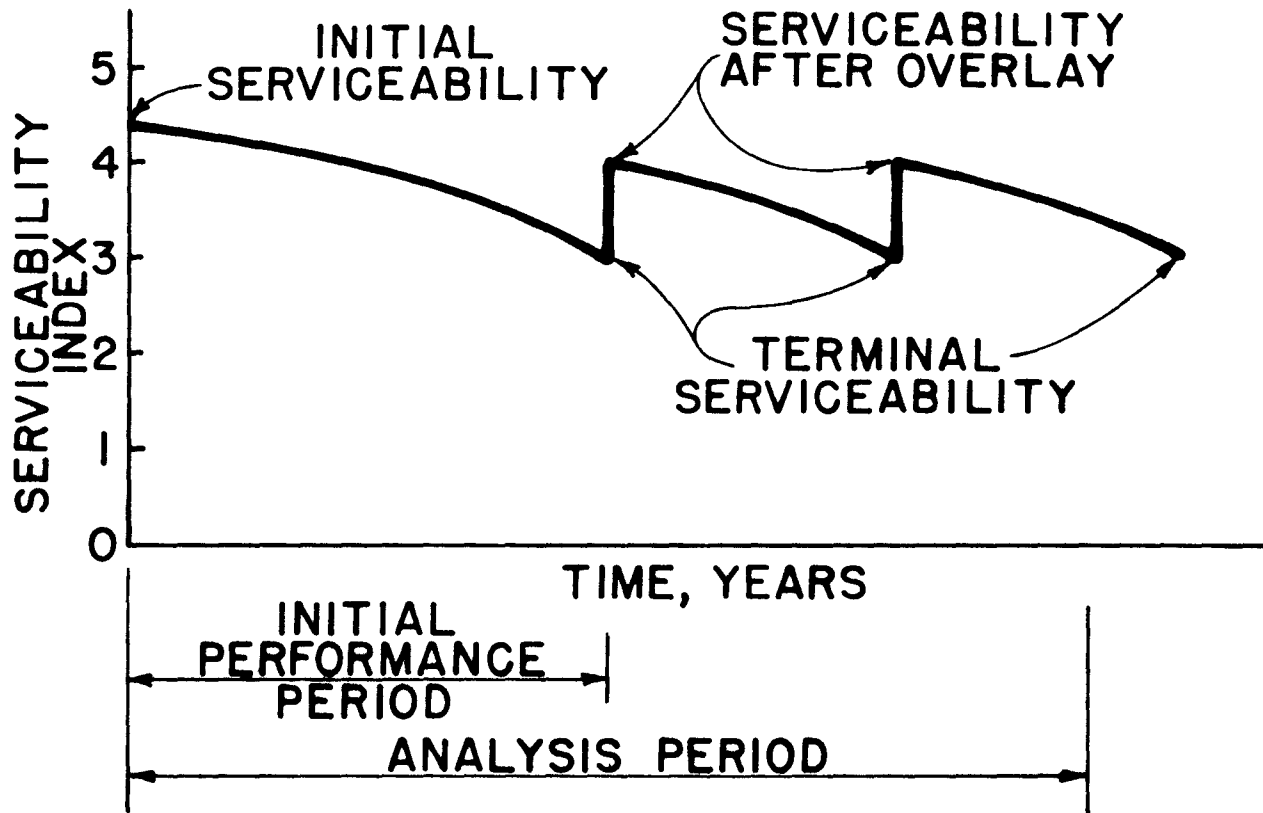 INITIAL
SERVICEABILITY
SERVICEABILITY
AFTER OVERLAY
SERVICEABILITY
INDEX
5
4
3
2
1
0
TERMINAL
SERVICEABILITY
TIME, YEARS
INITIAL
PERFORMANCE
PERIOD
ANALYSIS PERIOD